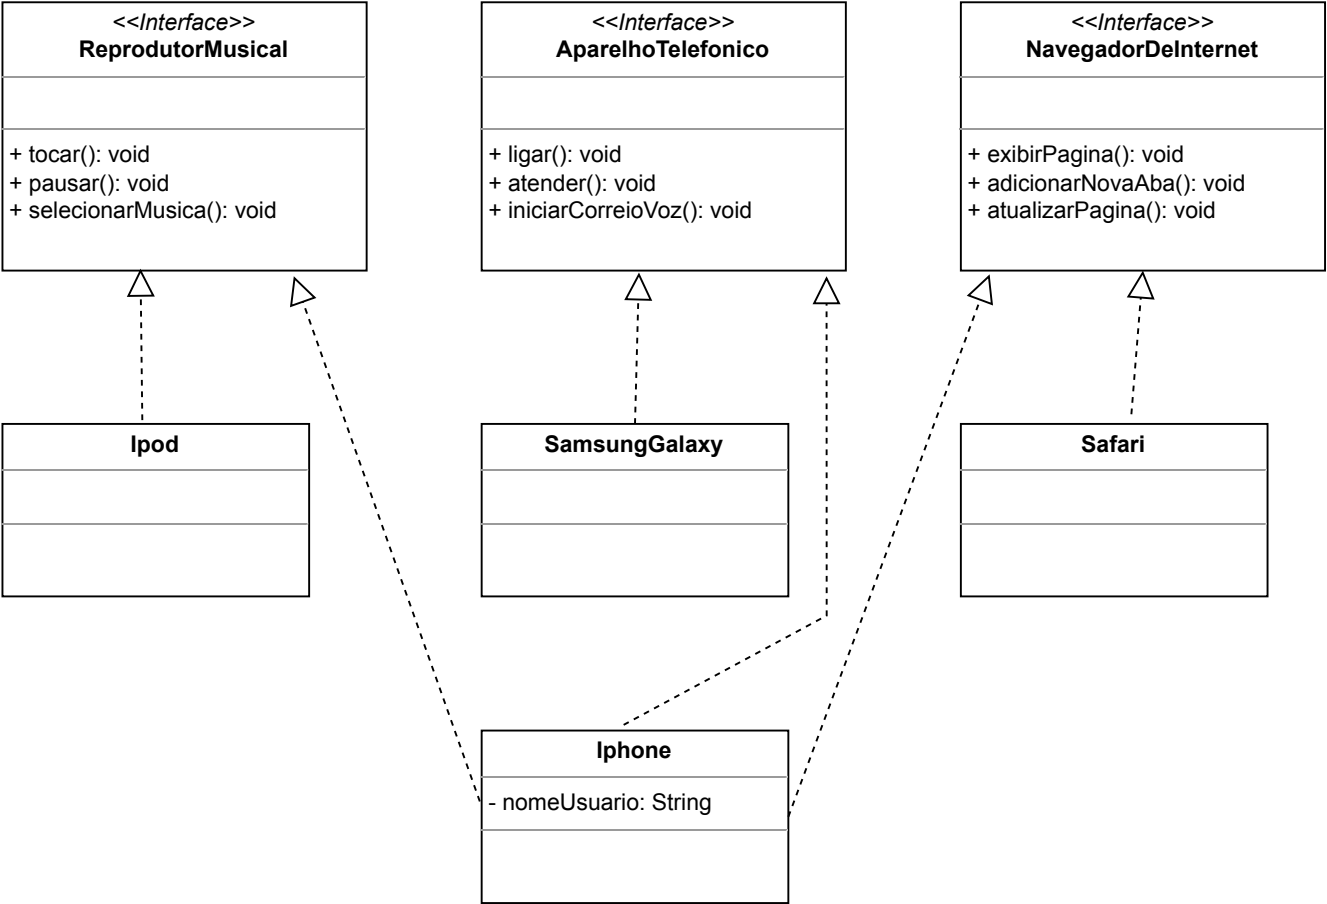 <<Interface>>
ReprodutorMusical
+ tocar(): void
+ pausar(): void
+ selecionarMusica(): void
<<Interface>>
AparelhoTelefonico
+ ligar(): void
+ atender(): void
+ iniciarCorreioVoz(): void
<<Interface>>
NavegadorDeInternet
+ exibirPagina(): void
+ adicionarNovaAba(): void
+ atualizarPagina(): void
Ipod
SamsungGalaxy
Safari
Iphone
- nomeUsuario: String